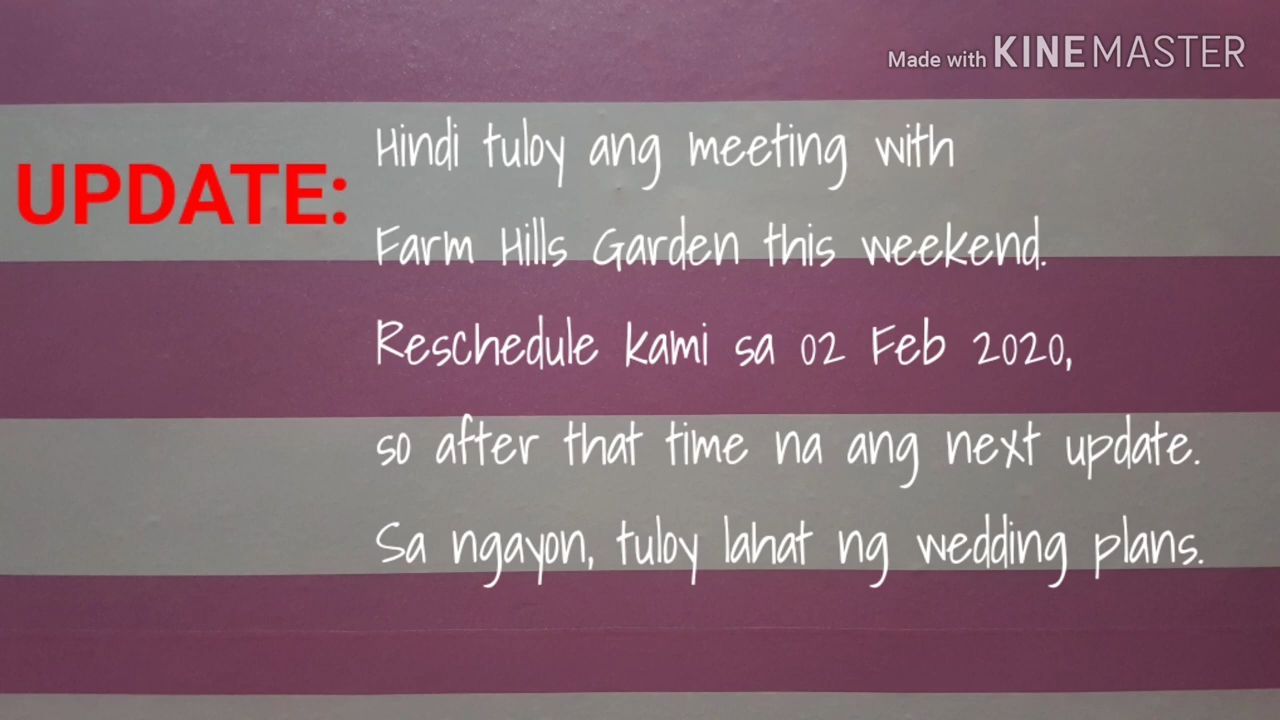 Made with KINEMASTER
UPDATE:
Hindi tuloy ang meeting with
Farm Hills Garden this weekend.
Reschedule kami sa 02 Feb 2020,
so after that time na ang next update.
Sa ngayon, tuloy lahat ng wedding plans.